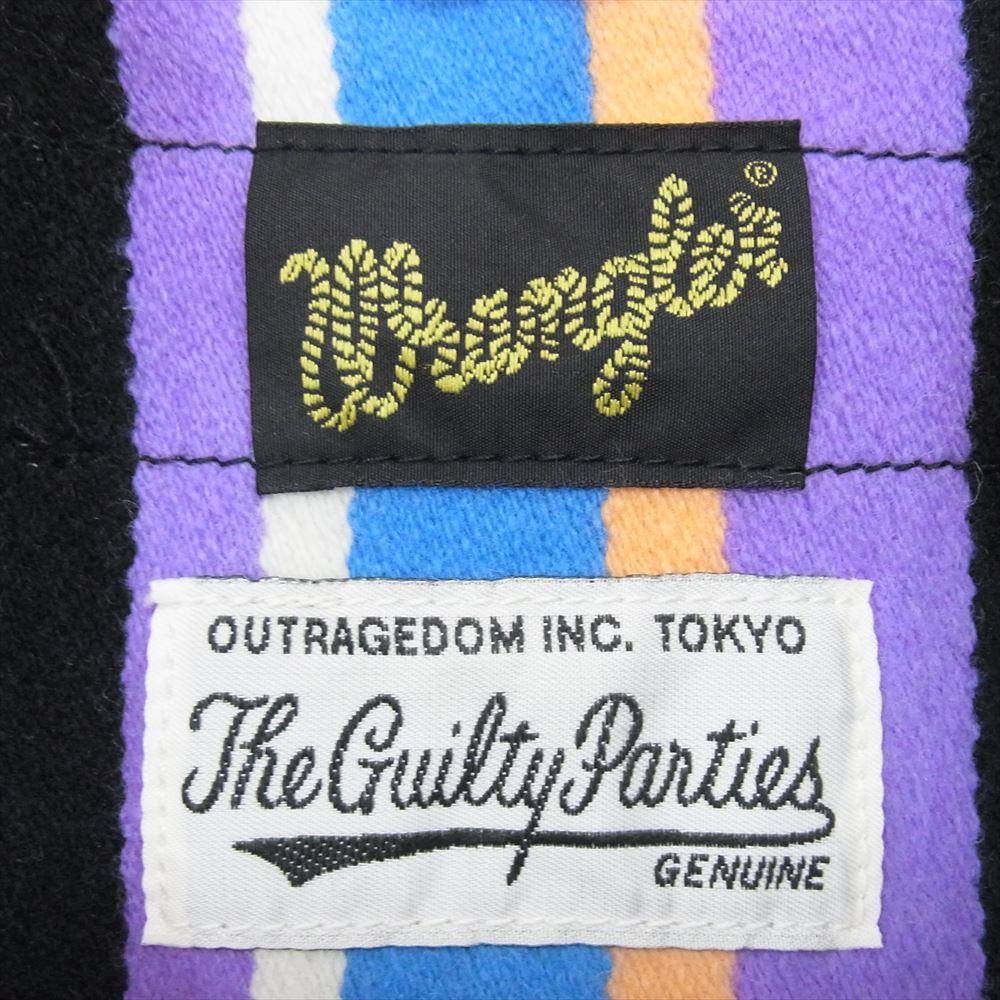 Wrangler®
OUTRAGEDOM INC. TOKYO
The Guilty Parties
GENUINE